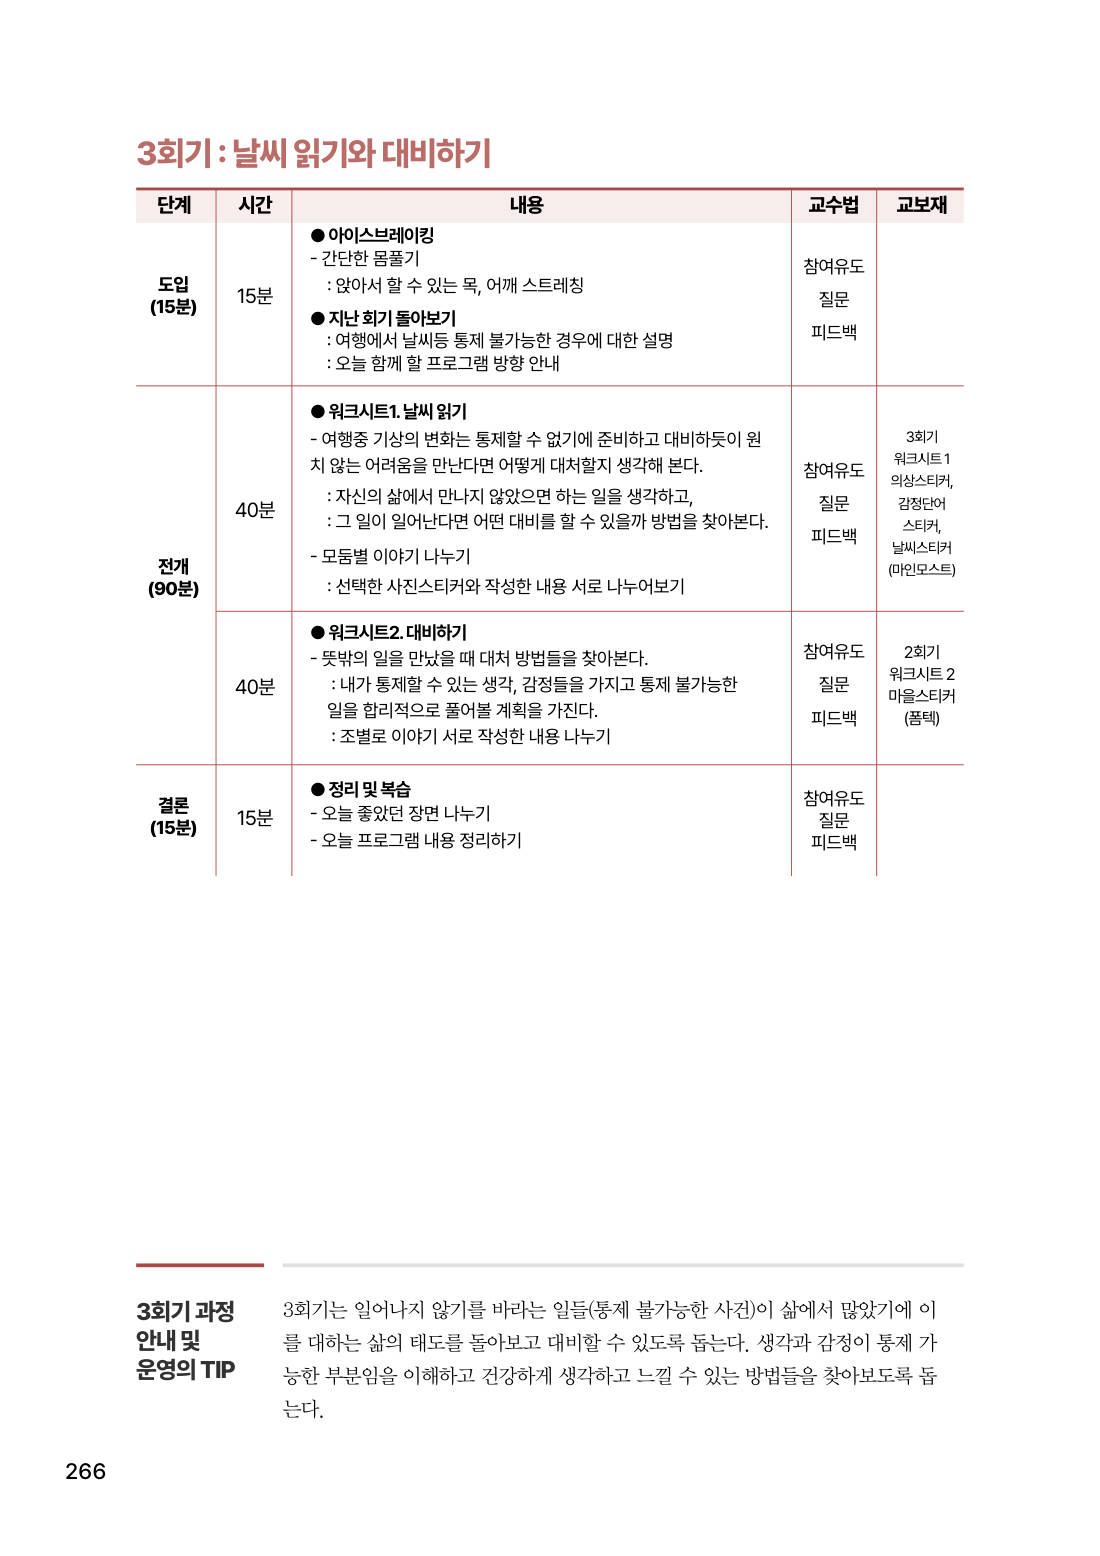 3회기 : 날씨 읽기와 대비하기
단계 시간 내용 교수법 교보재
도입
(15분)
15분
● 아이스브레이킹
- 간단한 몸풀기
: 앉아서 할 수 있는 목, 어깨 스트레칭
● 지난 회기 돌아보기
: 여행에서 날씨등 통제 불가능한 경우에 대한 설명
: 오늘 함께 할 프로그램 방향 안내
참여유도
질문
피드백
전개
(90분)
40분
● 워크시트1. 날씨 읽기
- 여행중 기상의 변화는 통제할 수 없기에 준비하고 대비하듯이 원
치 않는 어려움을 만난다면 어떻게 대처할지 생각해 본다.
: 자신의 삶에서 만나지 않았으면 하는 일을 생각하고,
: 그 일이 일어난다면 어떤 대비를 할 수 있을까 방법을 찾아본다.
- 모둠별 이야기 나누기
: 선택한 사진스티커와 작성한 내용 서로 나누어보기
참여유도
질문
피드백
3회기
워크시트 1
의상스티커,
감정단어
스티커,
날씨스티커
(마인모스트)
40분
● 워크시트2. 대비하기
- 뜻밖의 일을 만났을 때 대처 방법들을 찾아본다.
: 내가 통제할 수 있는 생각, 감정들을 가지고 통제 불가능한
일을 합리적으로 풀어볼 계획을 가진다.
: 조별로 이야기 서로 작성한 내용 나누기
참여유도
질문
피드백
2회기
워크시트 2
마을스티커
(폼텍)
결론
(15분)
15분
● 정리 및 복습
- 오늘 좋았던 장면 나누기
- 오늘 프로그램 내용 정리하기
참여유도
질문
피드백
3회기 과정
안내 및
운영의 TIP
3회기는 일어나지 않기를 바라는 일들(통제 불가능한 사건)이 삶에서 많았기에 이
를 대하는 삶의 태도를 돌아보고 대비할 수 있도록 돕는다. 생각과 감정이 통제 가
능한 부분임을 이해하고 건강하게 생각하고 느낄 수 있는 방법들을 찾아보도록 돕
는다.
266